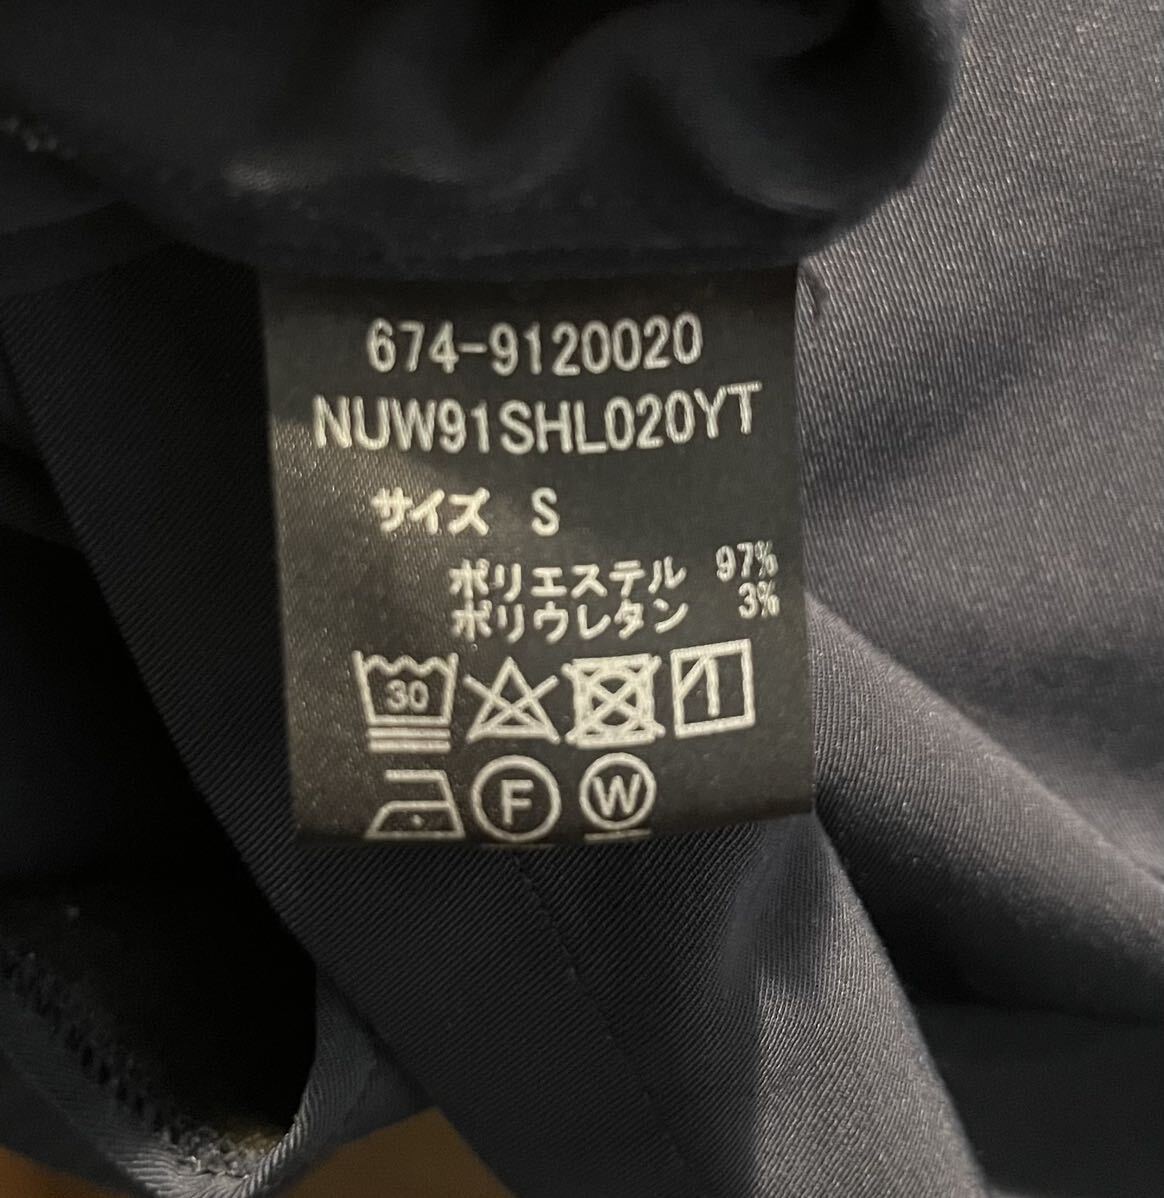 674-9120020
NUW91SHL020YT
サイズ S
ポリエステル 97%
ポリウレタン 3%
30
F W